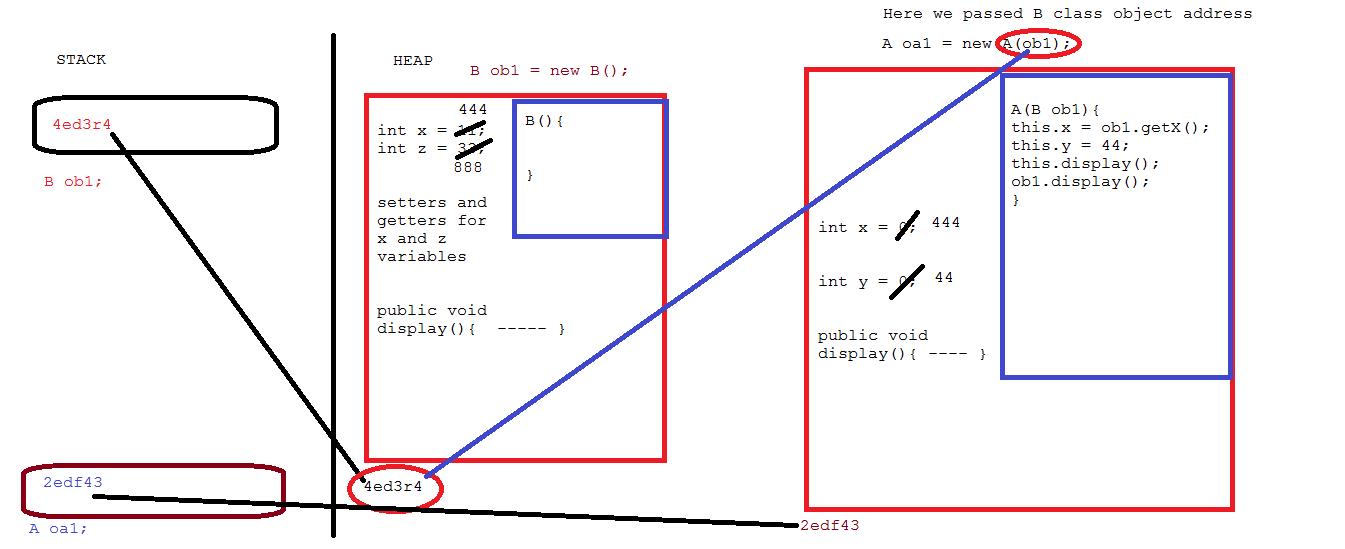 Here we passed B class object address
A oa1 = new A(ob1);
STACK
HEAP
B ob1 = new B();
4ed3r4
B ob1;
444
int x =
int z =
888
setters and
getters for
x and z
variables
public void
display(){ ----- }
B(){
}
4ed3r4
A(B ob1){
this.x = ob1.getX();
this.y = 44;
this.display();
ob1.display();
}
int x = 0; 444
int y = 0; 44
public void
display(){ ---- }
2edf43
A oa1;
2edf43